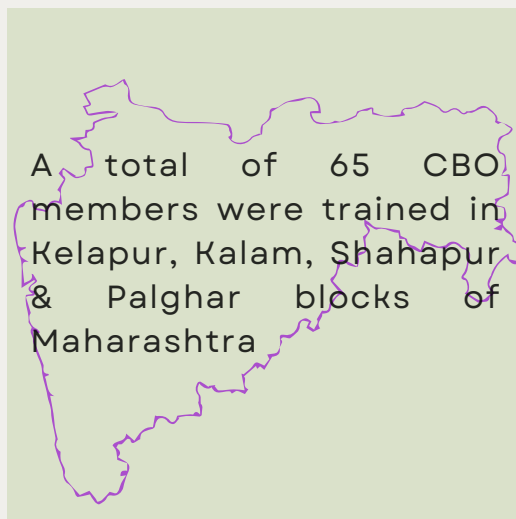 A total of 65 CBO
members were trained in
Kelapur, Kalam, Shahapur
& Palghar blocks of
Maharashtra